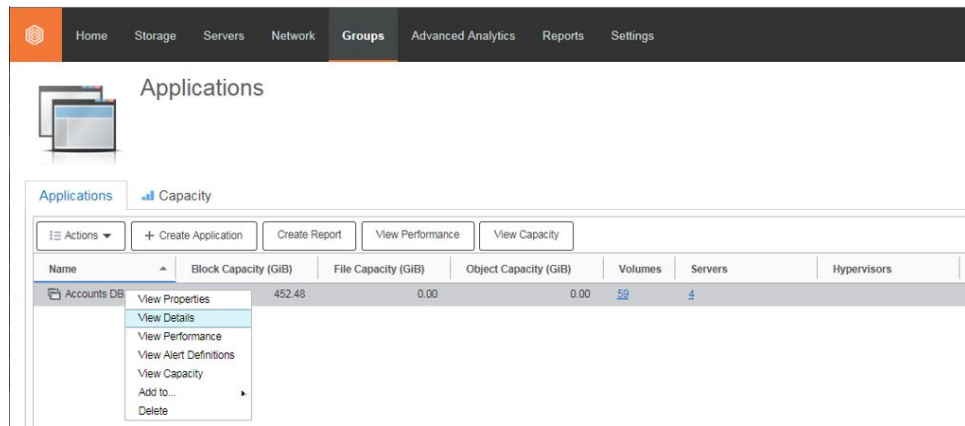 Home Storage Servers Network Groups Advanced Analytics Reports Settings
Applications
Applications Capacity
Actions + Create Application Create Report View Performance View Capacity
Name Block Capacity (GiB) File Capacity (GiB) Object Capacity (GiB) Volumes Servers Hypervisors
Accounts DB 452.48 0.00 0.00 59 4
View Properties
View Details
View Performance
View Alert Definitions
View Capacity
Add to...
Delete